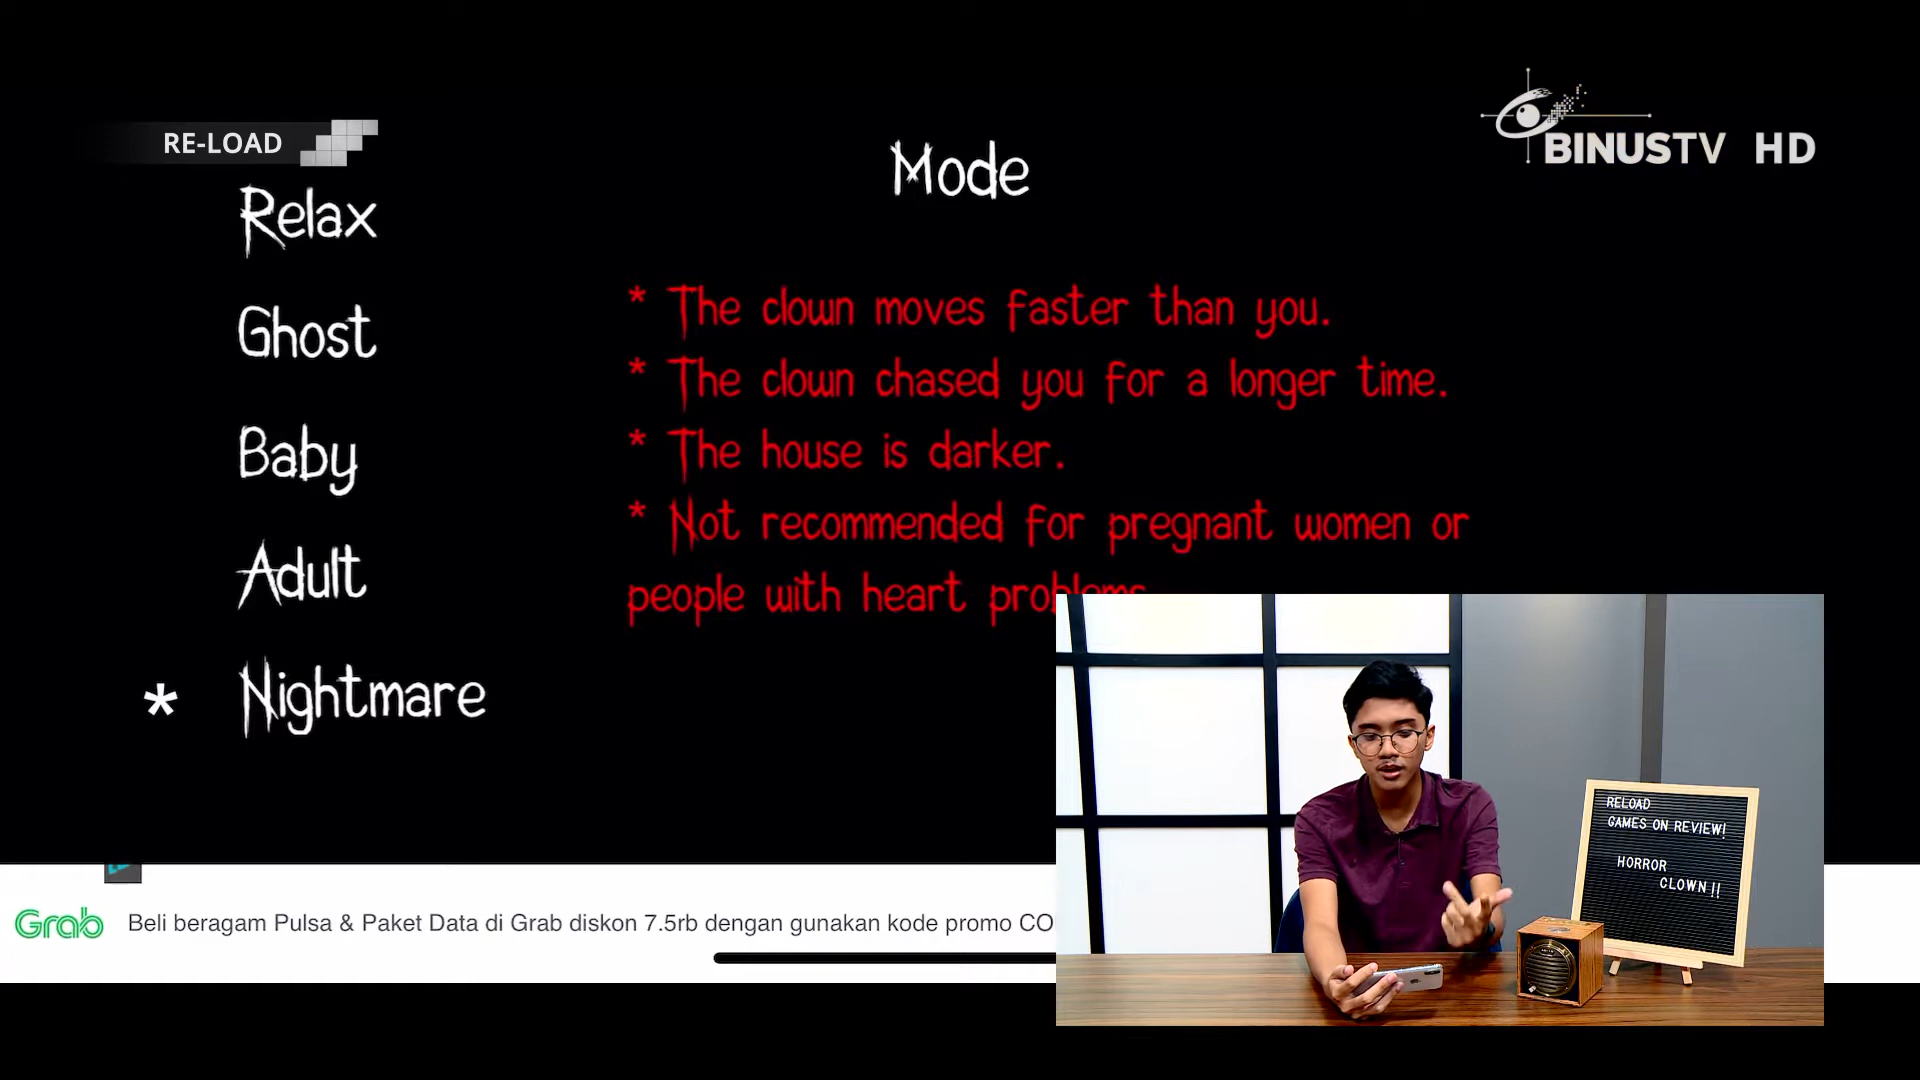 RE-LOAD
BINUSTV HD
Mode
Relax
Ghost
Baby
Adult
* Nightmare
* The clown moves faster than you.
* The clown chased you for a longer time.
* The house is darker.
* Not recommended for pregnant women or
people with heart problems
RELOAD
GAMES ON REVIEW!
HORROR
CLOWN!!
Grab
Beli beragam Pulsa & Paket Data di Grab diskon 7.5rb dengan gunakan kode promo CO